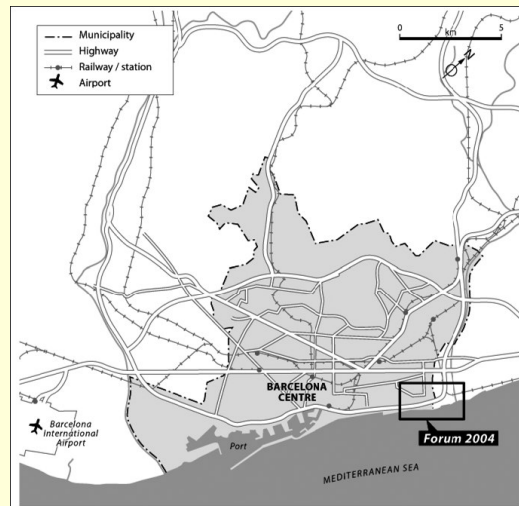 Municipality
Highway
Railway / station
Airport
0 5
km
N
BARCELONA
CENTRE
Barcelona
International
Airport
Port
Forum 2004
MEDITERRANEAN SEA